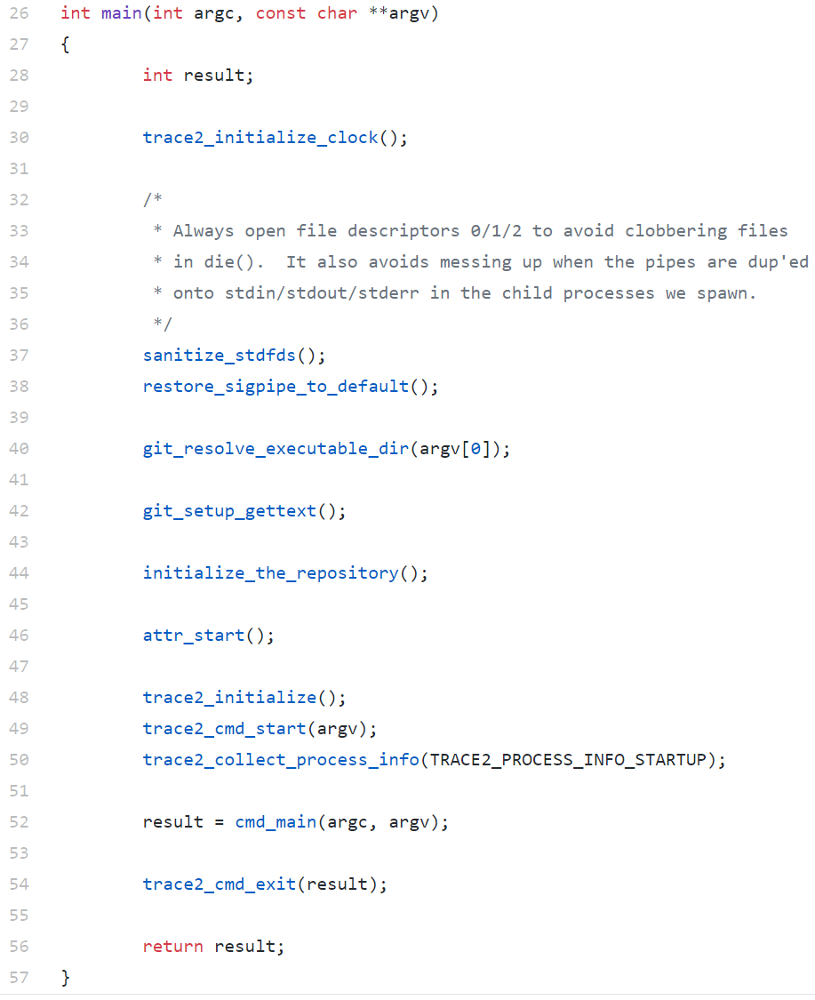 26 int main(int argc, const char **argv)
27 {
28 int result;
29
30 trace2_initialize_clock();
31
32 /*
33 * Always open file descriptors 0/1/2 to avoid clobbering files
34 * in die().  It also avoids messing up when the pipes are dup'ed
35 * onto stdin/stdout/stderr in the child processes we spawn.
36 */
37 sanitize_stdfds();
38 restore_sigpipe_to_default();
39
40 git_resolve_executable_dir(argv[0]);
41
42 git_setup_gettext();
43
44 initialize_the_repository();
45
46 attr_start();
47
48 trace2_initialize();
49 trace2_cmd_start(argv);
50 trace2_collect_process_info(TRACE2_PROCESS_INFO_STARTUP);
51
52 result = cmd_main(argc, argv);
53
54 trace2_cmd_exit(result);
55
56 return result;
57 }